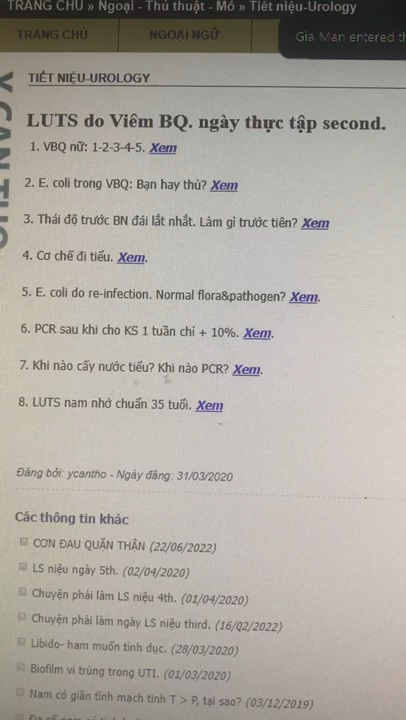 TRANG CHỦ » Ngoại - Thủ thuật - Mổ » Tiết niệu-Urology
TRANG CHỦ
NGOẠI NGỮ
Gia Man entered th
TIẾT NIỆU-UROLOGY
LUTS do Viêm BQ. ngày thực tập second.
1. VBQ nữ: 1-2-3-4-5. Xem
2. E. coli trong VBQ: Bạn hay thù? Xem
3. Thái độ trước BN đái lắt nhắt. Làm gì trước tiên? Xem
4. Cơ chế đi tiểu. Xem.
5. E. coli do re-infection. Normal flora&pathogen? Xem.
6. PCR sau khi cho KS 1 tuần chỉ + 10%. Xem.
7. Khi nào cấy nước tiểu? Khi nào PCR? Xem.
8. LUTS nam nhớ chuẩn 35 tuổi. Xem
Đăng bởi: ycantho - Ngày đăng: 31/03/2020
Các thông tin khác
CƠN ĐAU QUẶN THẬN (22/06/2022)
LS niệu ngày 5th. (02/04/2020)
Chuyện phải làm LS niệu 4th. (01/04/2020)
Chuyện phải làm ngày LS niệu third. (16/02/2022)
Libido- ham muốn tình dục. (28/03/2020)
Biofilm vi trùng trong UTI. (01/03/2020)
Nam có giãn tĩnh mạch tinh T > P, tại sao? (03/12/2019)
Y CANTHO